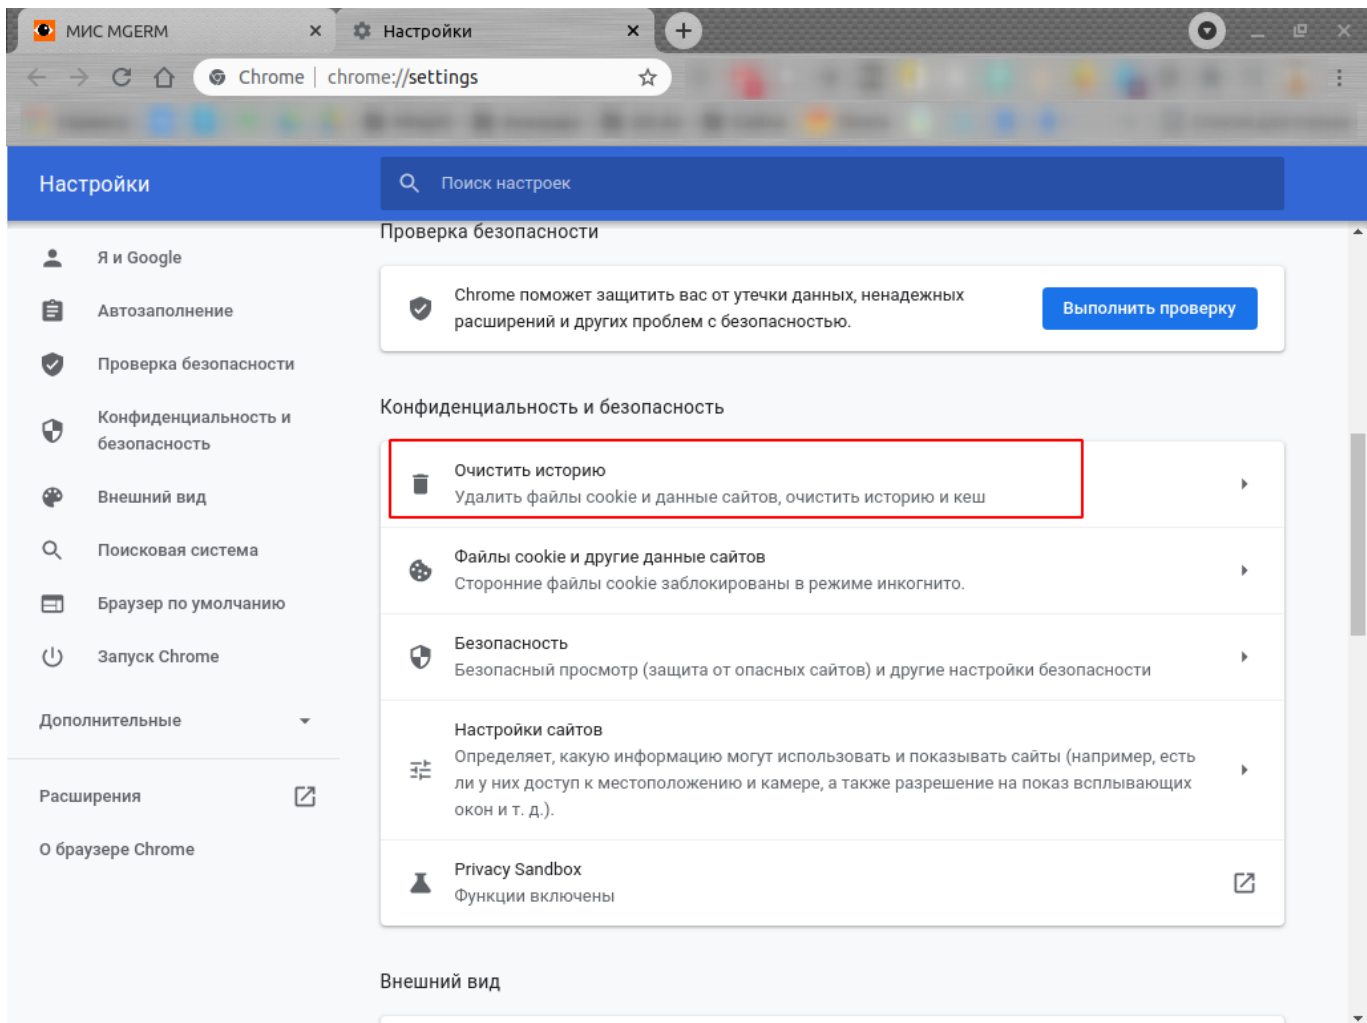 МИС MGERM
Настройки
Chrome | chrome://settings
Настройки
Поиск настроек
Я и Google
Автозаполнение
Проверка безопасности
Конфиденциальность и
безопасность
Внешний вид
Поисковая система
Браузер по умолчанию
Запуск Chrome
Дополнительные
Расширения
О браузере Chrome
Проверка безопасности
Chrome поможет защитить вас от утечки данных, ненадежных
расширений и других проблем с безопасностью.
Выполнить проверку
Конфиденциальность и безопасность
Очистить историю
Удалить файлы cookie и данные сайтов, очистить историю и кеш
Файлы cookie и другие данные сайтов
Сторонние файлы cookie заблокированы в режиме инкогнито.
Безопасность
Безопасный просмотр (защита от опасных сайтов) и другие настройки безопасности
Настройки сайтов
Определяет, какую информацию могут использовать и показывать сайты (например, есть
ли у них доступ к местоположению и камере, а также разрешение на показ всплывающих
окон и т. д.).
Privacy Sandbox
Функции включены
Внешний вид